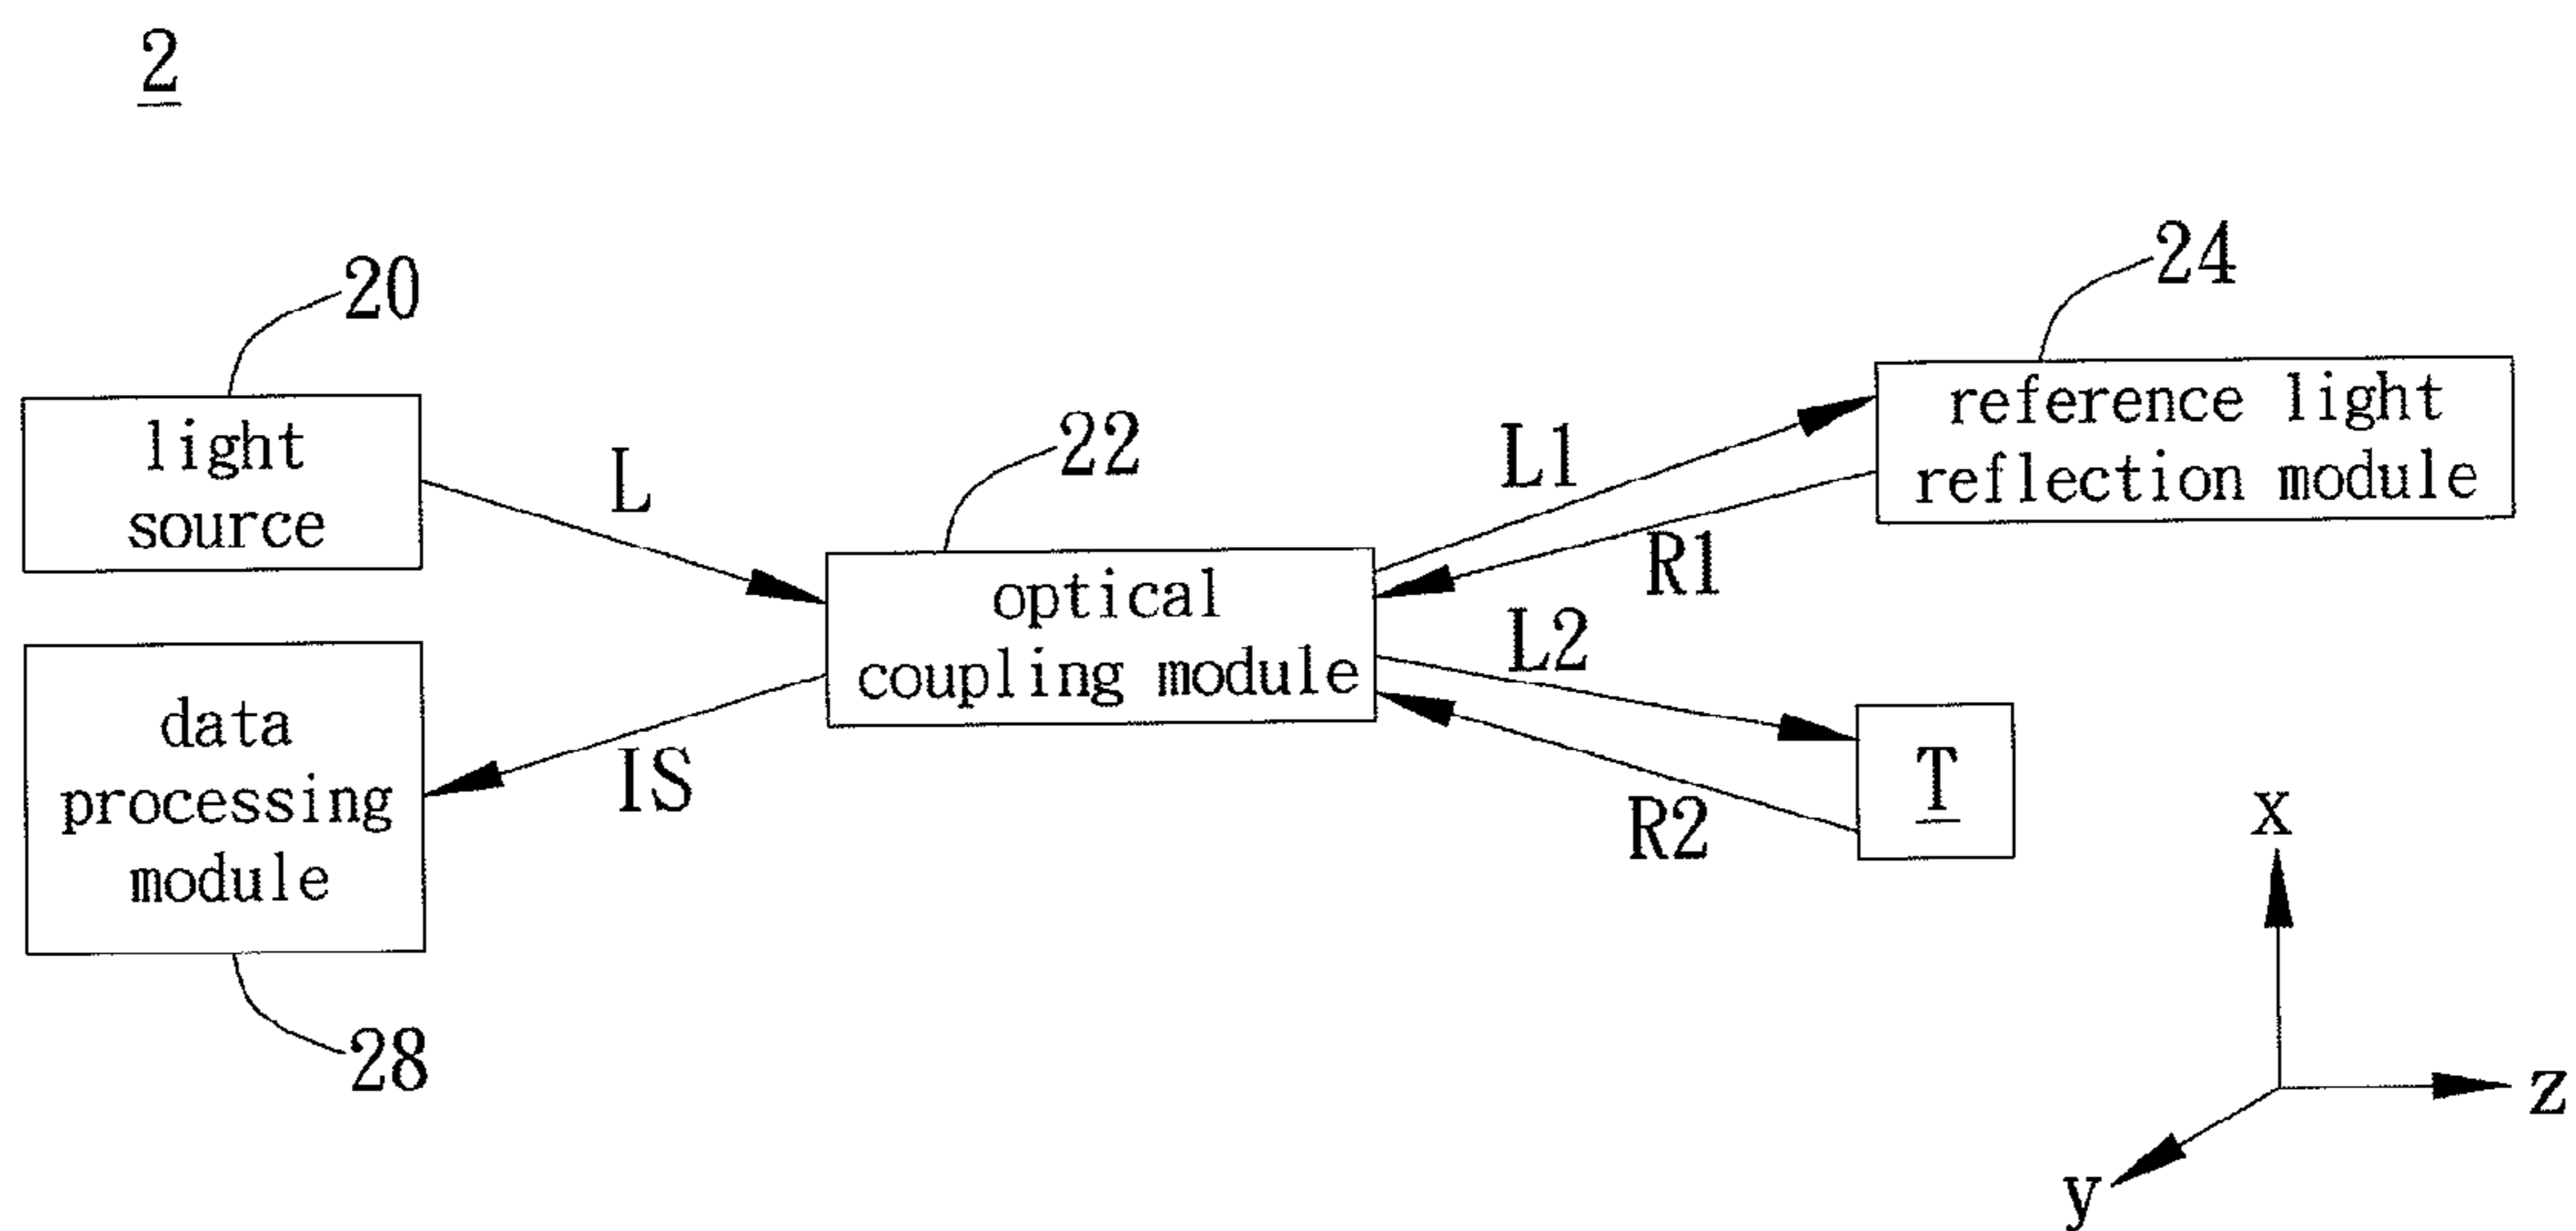 2
20
light
source
L
22
optical
coupling module
24
reference light
reflection module
L1
R1
L2
R2
T
data
processing
module
IS
28
x
y
z